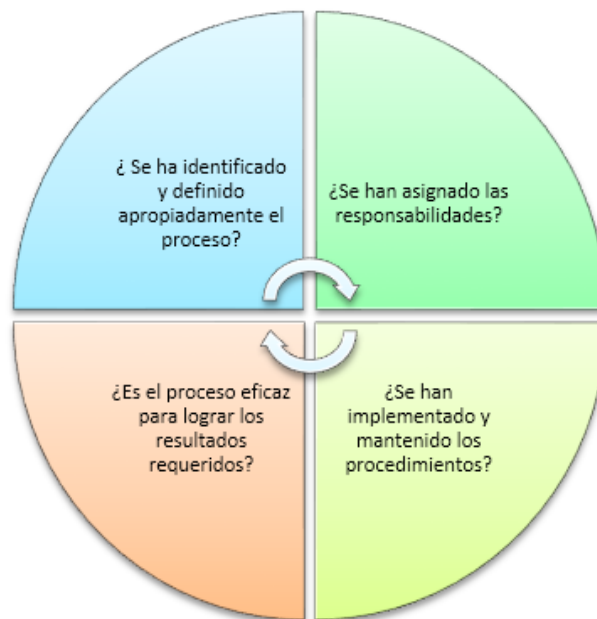 ¿ Se ha identificado
y definido
apropiadamente el
proceso?
¿Se han asignado las
responsabilidades?
¿Es el proceso eficaz
para lograr los
resultados
requeridos?
¿Se han
implementado y
mantenido los
procedimientos?